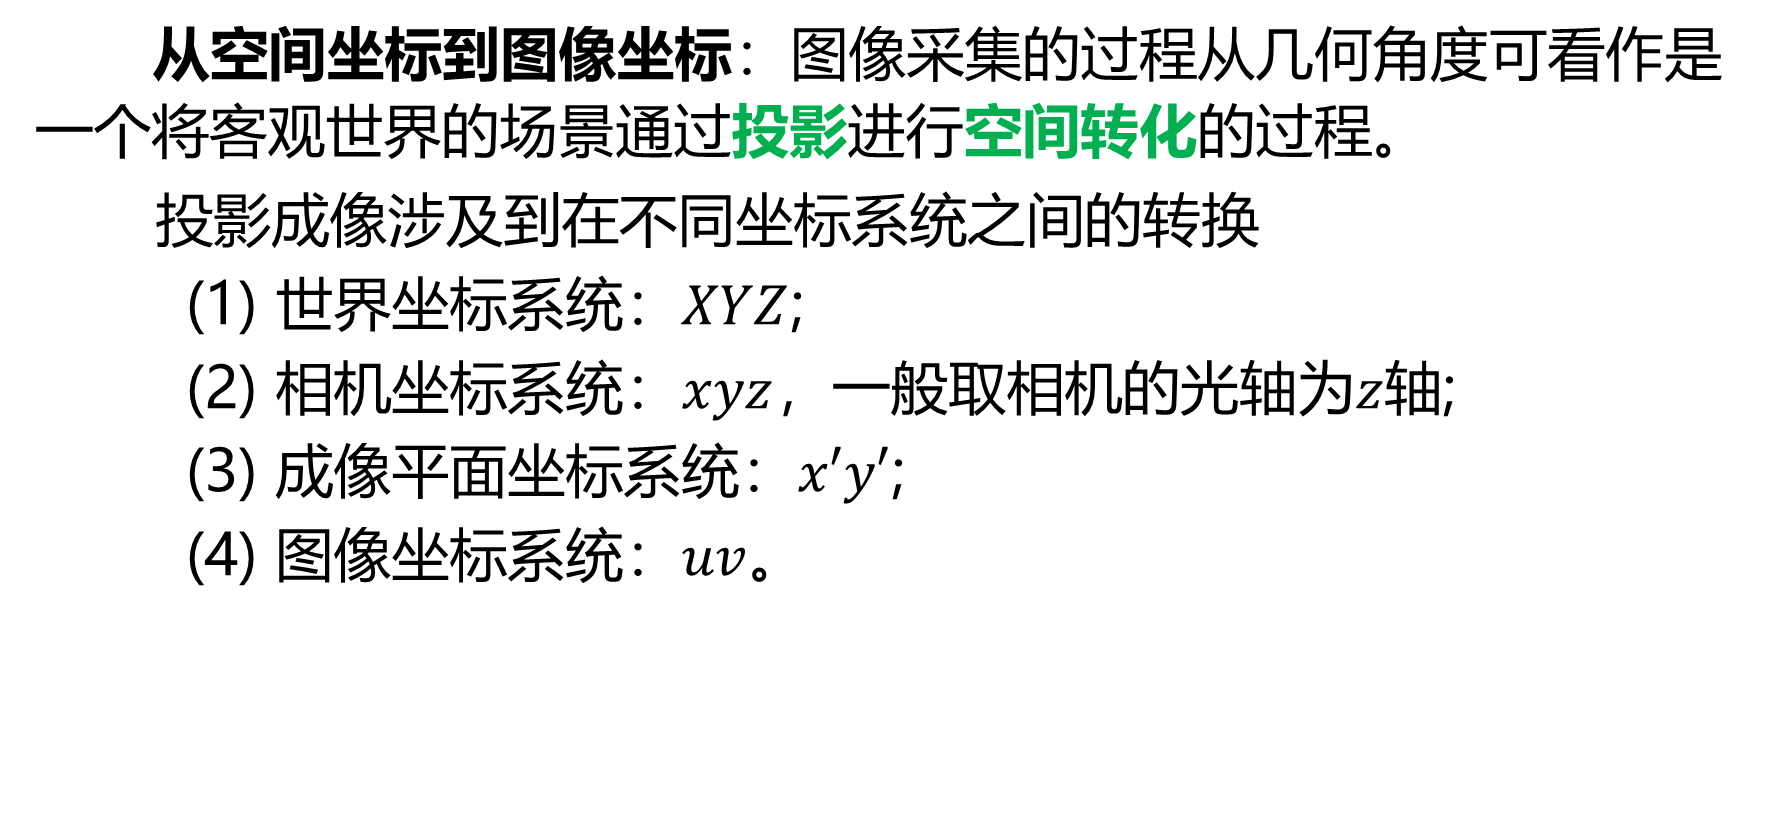 从空间坐标到图像坐标：图像采集的过程从几何角度可看作是
一个将客观世界的场景通过投影进行空间转化的过程。
投影成像涉及到在不同坐标系统之间的转换
(1) 世界坐标系统：XYZ;
(2) 相机坐标系统：xyz，一般取相机的光轴为z轴;
(3) 成像平面坐标系统：x′y′;
(4) 图像坐标系统：uv。